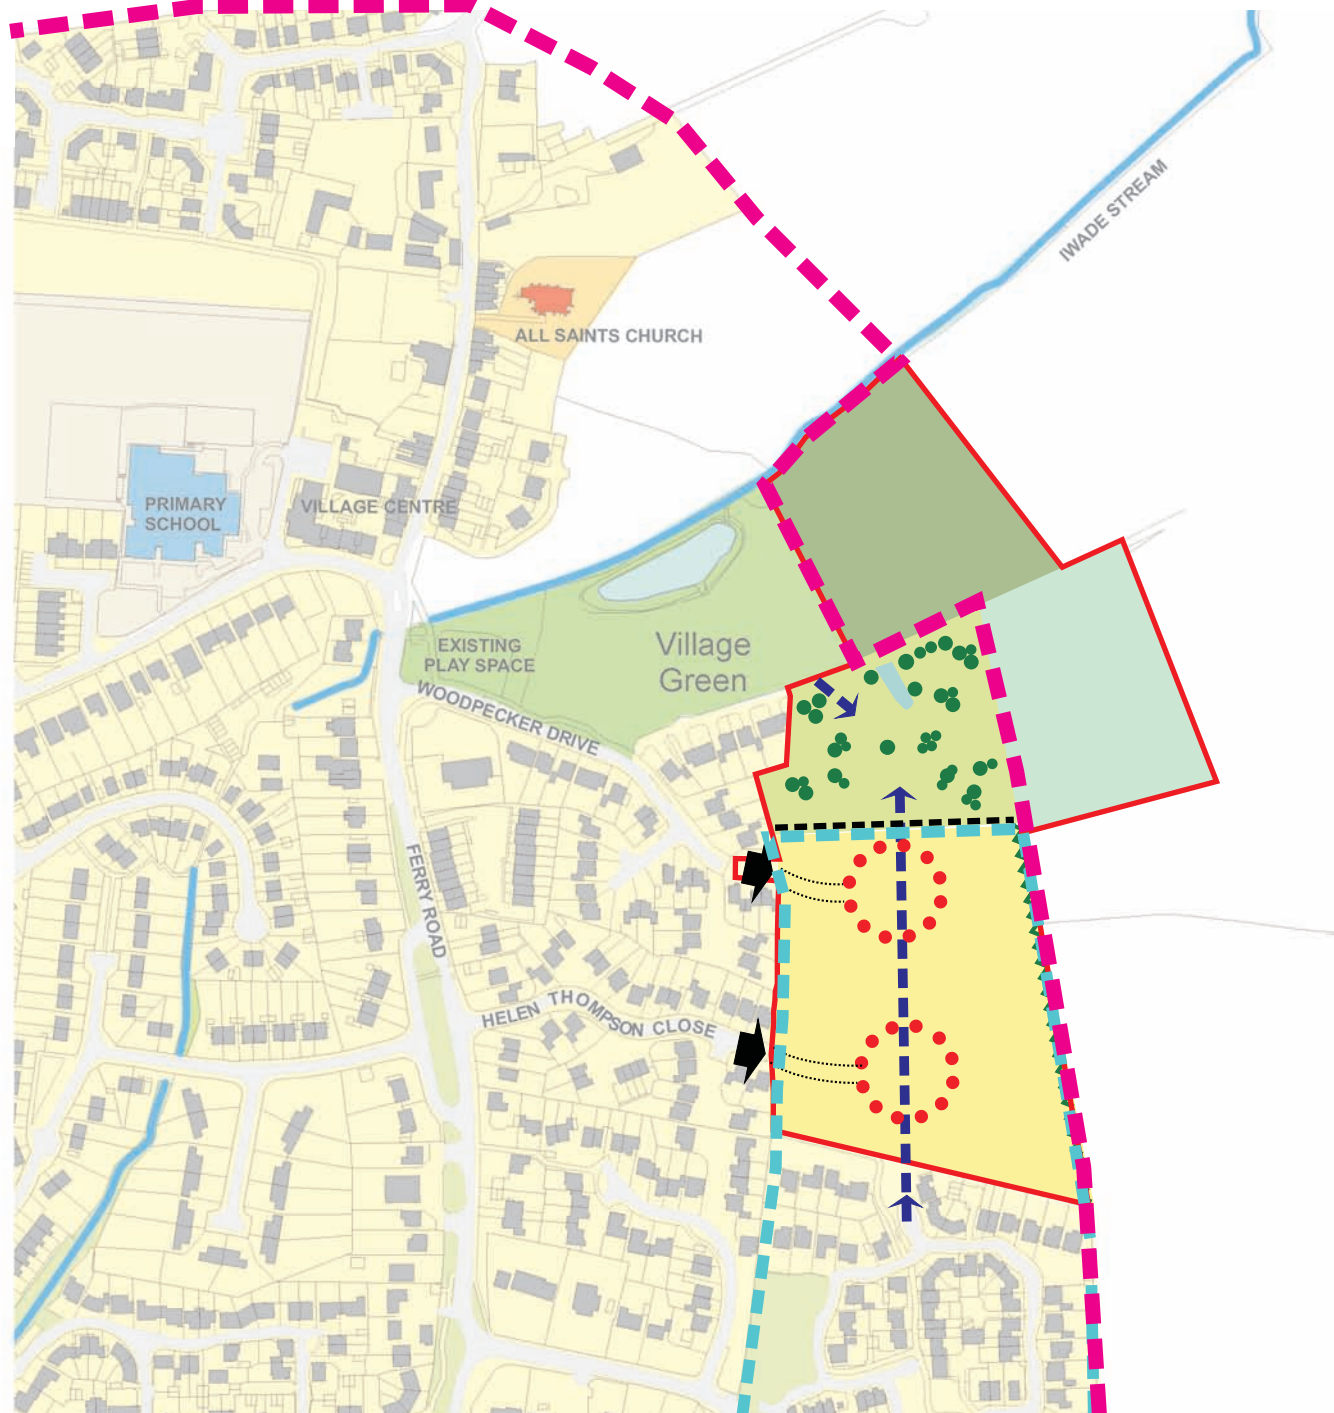 IWADE STREAM
ALL SAINTS CHURCH
PRIMARY
SCHOOL
VILLAGE CENTRE
EXISTING
PLAY SPACE
Village
Green
WOODPECKER DRIVE
FERRY ROAD
HELEN THOMPSON CLOSE